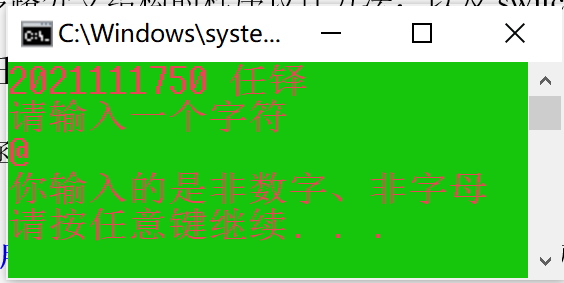 C:\Windows\syste...
2021111750 任铎
请输入一个字符
@
你输入的是非数字、非字母
请按任意键继续. . .